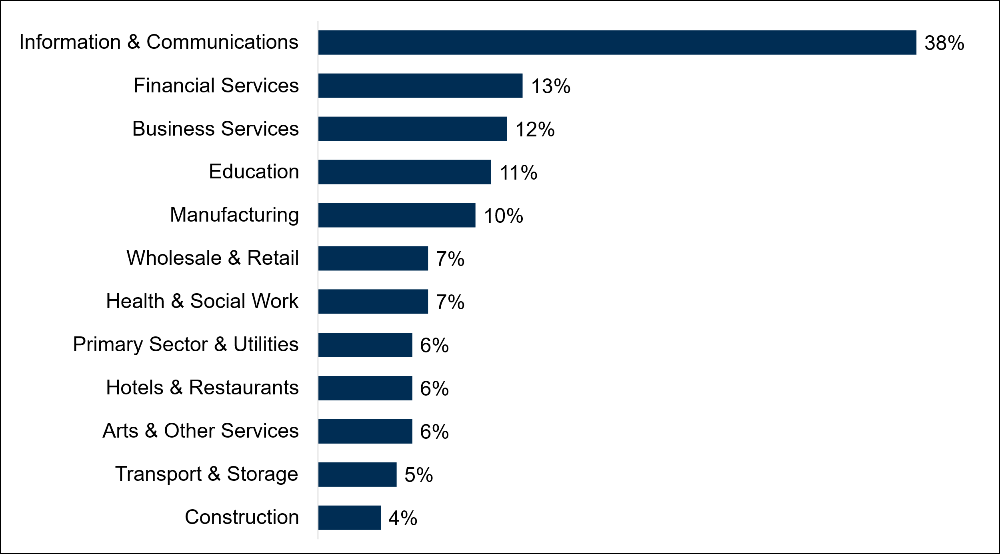 Information & Communications 38%
Financial Services 13%
Business Services 12%
Education 11%
Manufacturing 10%
Wholesale & Retail 7%
Health & Social Work 7%
Primary Sector & Utilities 6%
Hotels & Restaurants 6%
Arts & Other Services 6%
Transport & Storage 5%
Construction 4%